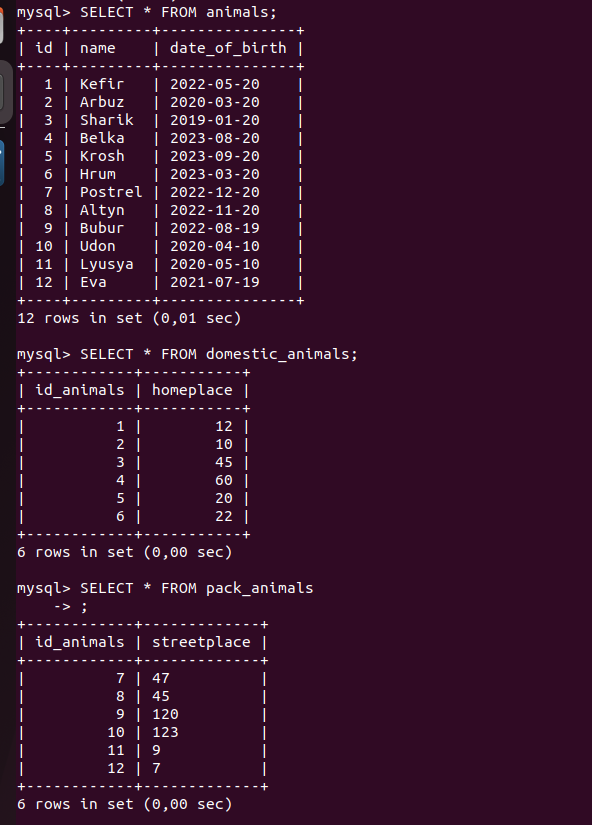 mysql> SELECT * FROM animals;
+----+---------+---------------+
| id | name    | date_of_birth |
+----+---------+---------------+
|  1 | Kefir   | 2022-05-20    |
|  2 | Arbuz   | 2020-03-20    |
|  3 | Sharik  | 2019-01-20    |
|  4 | Belka   | 2023-08-20    |
|  5 | Krosh   | 2023-09-20    |
|  6 | Hrum    | 2023-03-20    |
|  7 | Postrel | 2022-12-20    |
|  8 | Altyn   | 2022-11-20    |
|  9 | Bubur   | 2022-08-19    |
| 10 | Udon    | 2020-04-10    |
| 11 | Lyusya  | 2020-05-10    |
| 12 | Eva     | 2021-07-19    |
+----+---------+---------------+
12 rows in set (0,01 sec)
mysql> SELECT * FROM domestic_animals;
+------------+-----------+
| id_animals | homeplace |
+------------+-----------+
|          1 |        12 |
|          2 |        10 |
|          3 |        45 |
|          4 |        60 |
|          5 |        20 |
|          6 |        22 |
+------------+-----------+
6 rows in set (0,00 sec)
mysql> SELECT * FROM pack_animals
    -> ;
+------------+-------------+
| id_animals | streetplace |
+------------+-------------+
|          7 | 47          |
|          8 | 45          |
|          9 | 120         |
|         10 | 123         |
|         11 | 9           |
|         12 | 7           |
+------------+-------------+
6 rows in set (0,00 sec)